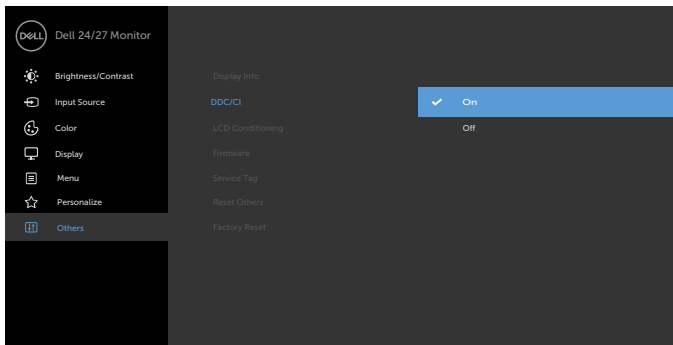 DELL Dell 24/27 Monitor
Brightness/Contrast
Display Info
Input Source
DDC/CI
On
Color
LCD Conditioning
Off
Display
Firmware
Menu
Service Tag
Personalize
Reset Others
Others
Factory Reset